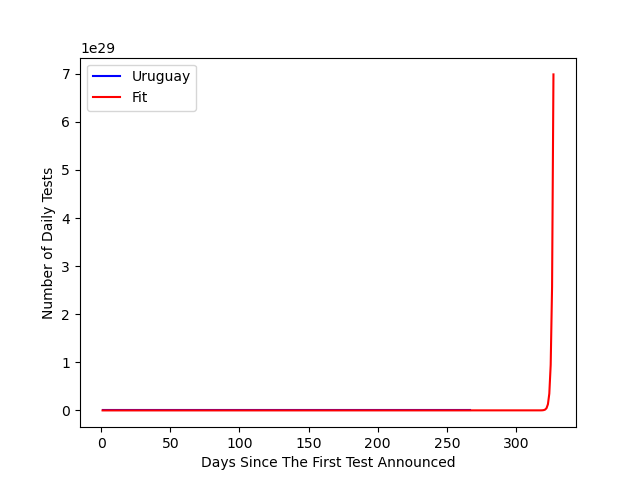 1e29
Uruguay
Fit
7
6
5
4
3
2
1
0
Number of Daily Tests
0 50 100 150 200 250 300
Days Since The First Test Announced